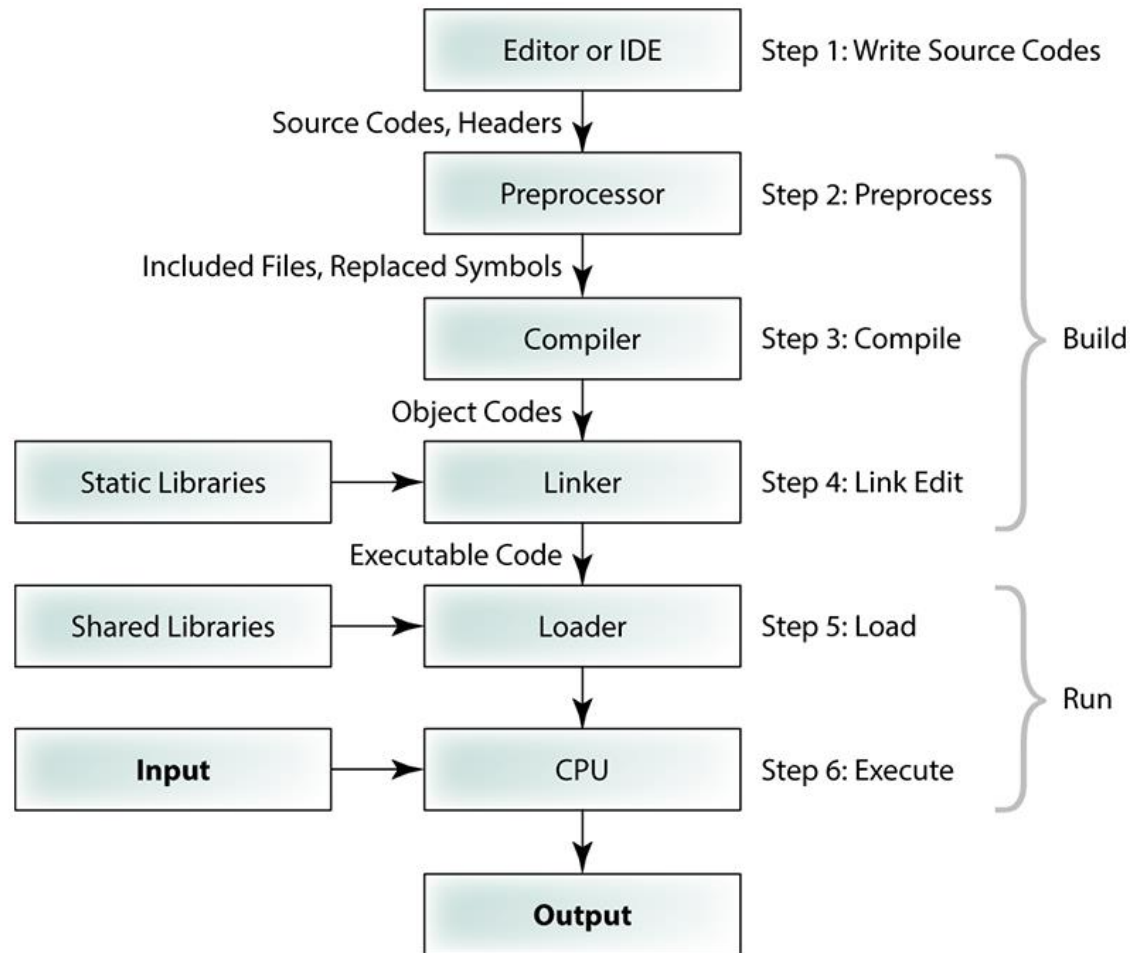 Editor or IDE
Step 1: Write Source Codes
Source Codes, Headers
Preprocessor
Step 2: Preprocess
Included Files, Replaced Symbols
Compiler
Step 3: Compile
Build
Object Codes
Static Libraries
Linker
Step 4: Link Edit
Executable Code
Shared Libraries
Loader
Step 5: Load
Run
Input
CPU
Step 6: Execute
Output